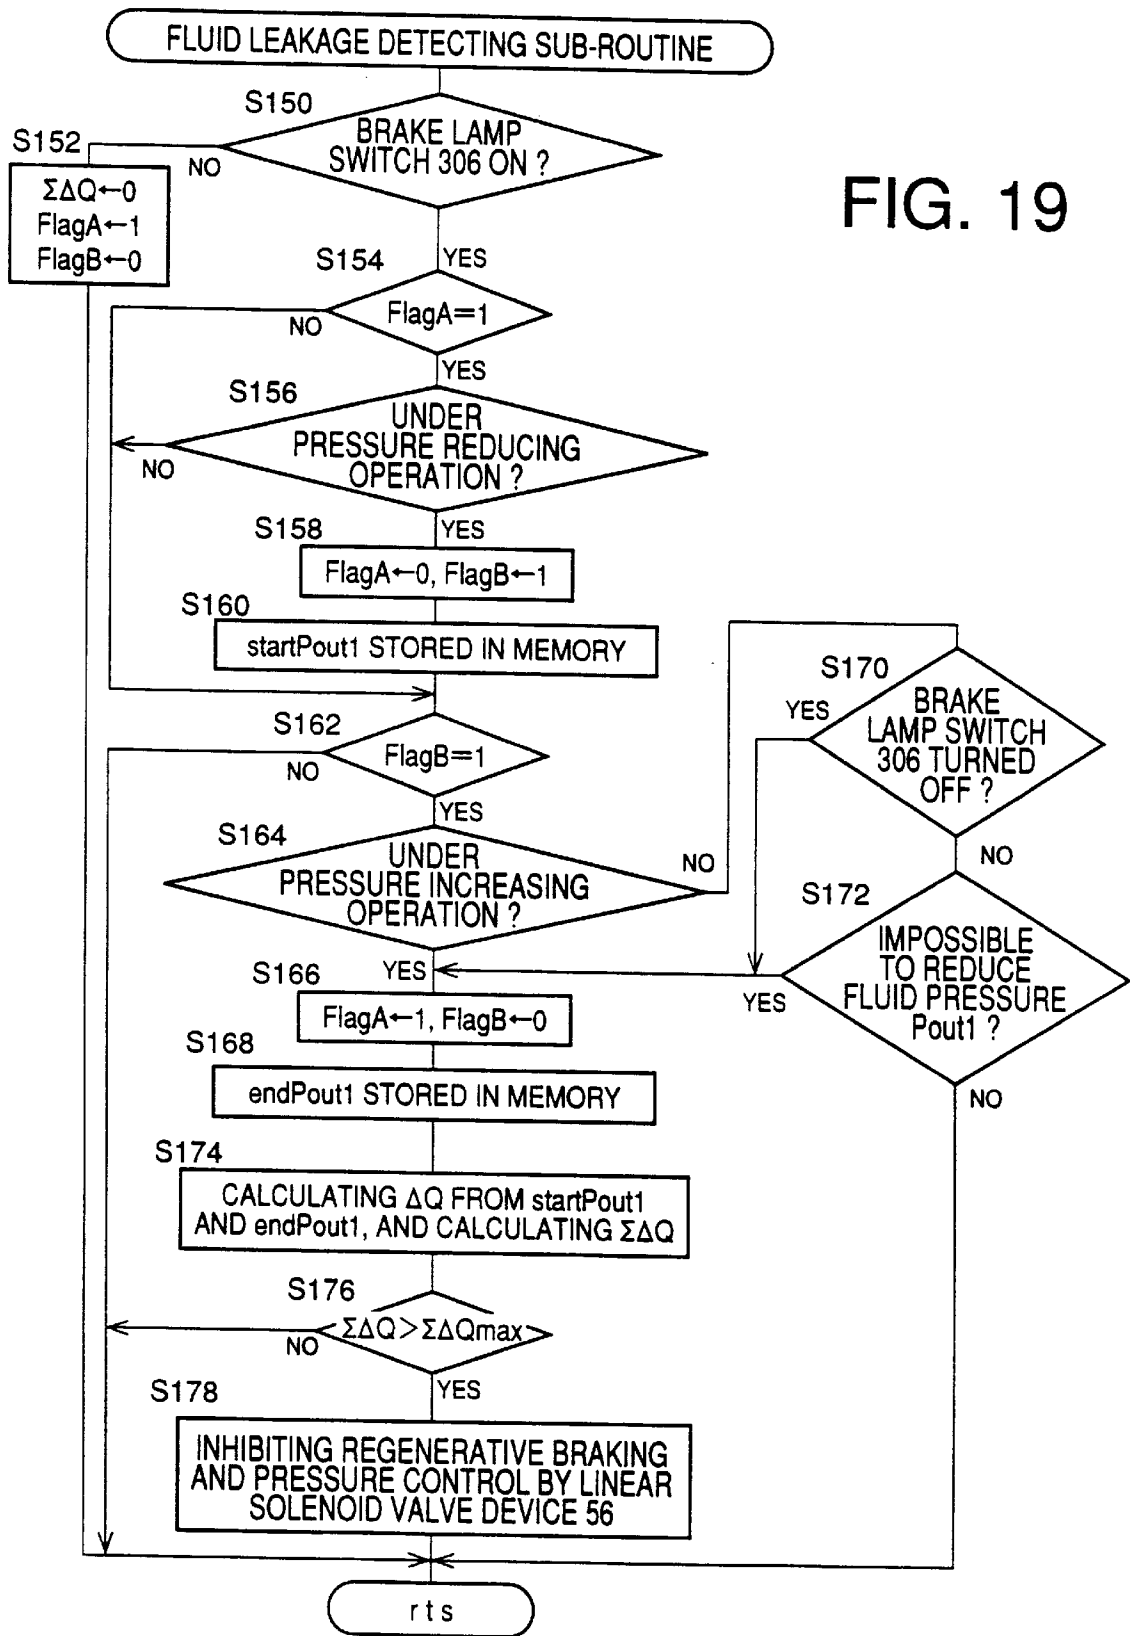 FLUID LEAKAGE DETECTING SUB-ROUTINE
FIG. 19
S150
BRAKE LAMP
SWITCH 306 ON ?
NO
YES
S152
ΣΔQ←0
FlagA←1
FlagB←0
S154
FlagA=1
NO
YES
S156
UNDER
PRESSURE REDUCING
OPERATION ?
NO
YES
S158
FlagA←0, FlagB←1
S160
startPout1 STORED IN MEMORY
S162
FlagB=1
NO
YES
S164
UNDER
PRESSURE INCREASING
OPERATION ?
NO
YES
S170
BRAKE
LAMP SWITCH
306 TURNED
OFF ?
YES
NO
S172
IMPOSSIBLE
TO REDUCE
FLUID PRESSURE
Pout1 ?
YES
NO
S166
FlagA←1, FlagB←0
S168
endPout1 STORED IN MEMORY
S174
CALCULATING ΔQ FROM startPout1
AND endPout1, AND CALCULATING ΣΔQ
S176
ΣΔQ>ΣΔQmax
NO
YES
S178
INHIBITING REGENERATIVE BRAKING
AND PRESSURE CONTROL BY LINEAR
SOLENOID VALVE DEVICE 56
rts